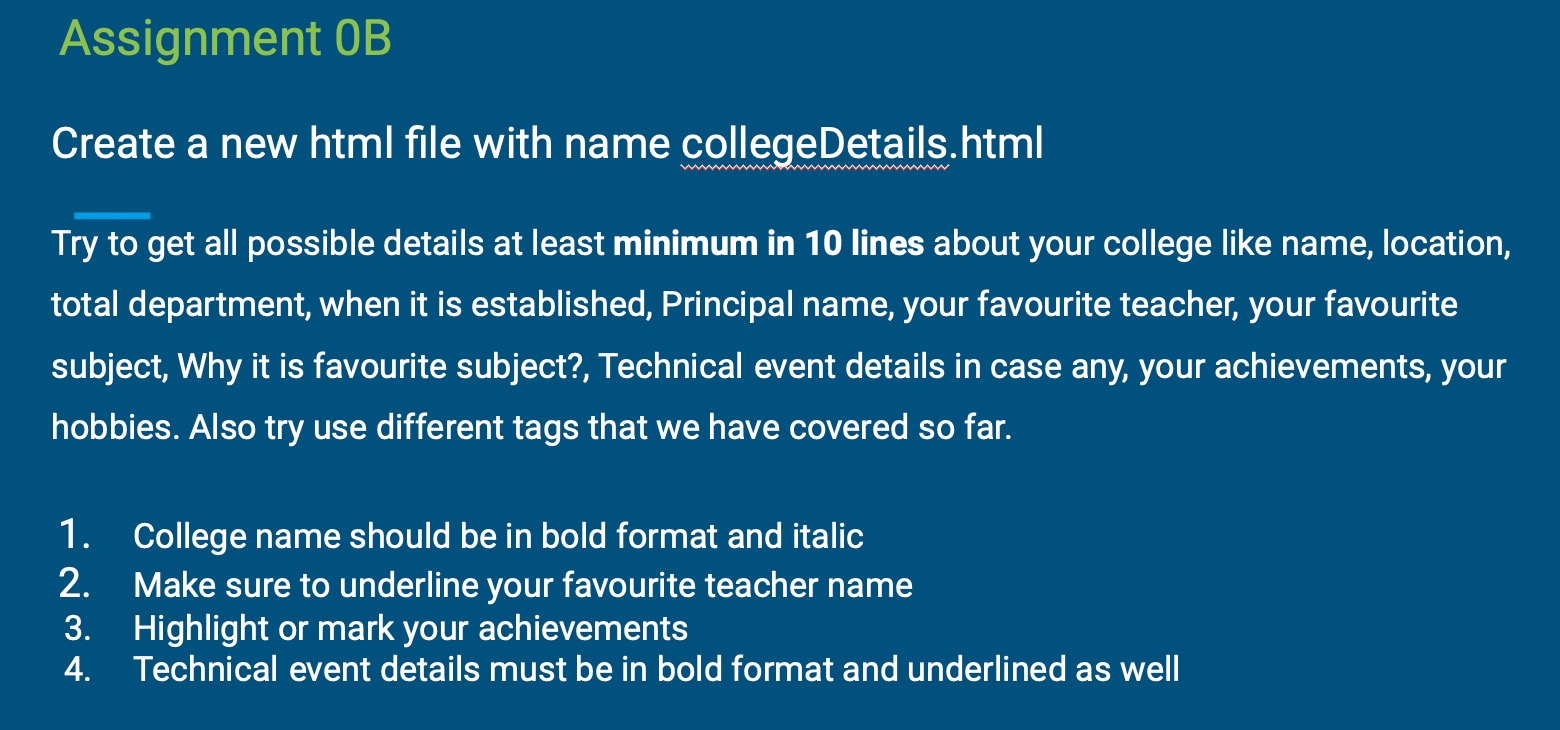 Assignment 0B
Create a new html file with name collegeDetails.html
Try to get all possible details at least minimum in 10 lines about your college like name, location,
total department, when it is established, Principal name, your favourite teacher, your favourite
subject, Why it is favourite subject?, Technical event details in case any, your achievements, your
hobbies. Also try use different tags that we have covered so far.
1. College name should be in bold format and italic
2. Make sure to underline your favourite teacher name
3. Highlight or mark your achievements
4. Technical event details must be in bold format and underlined as well